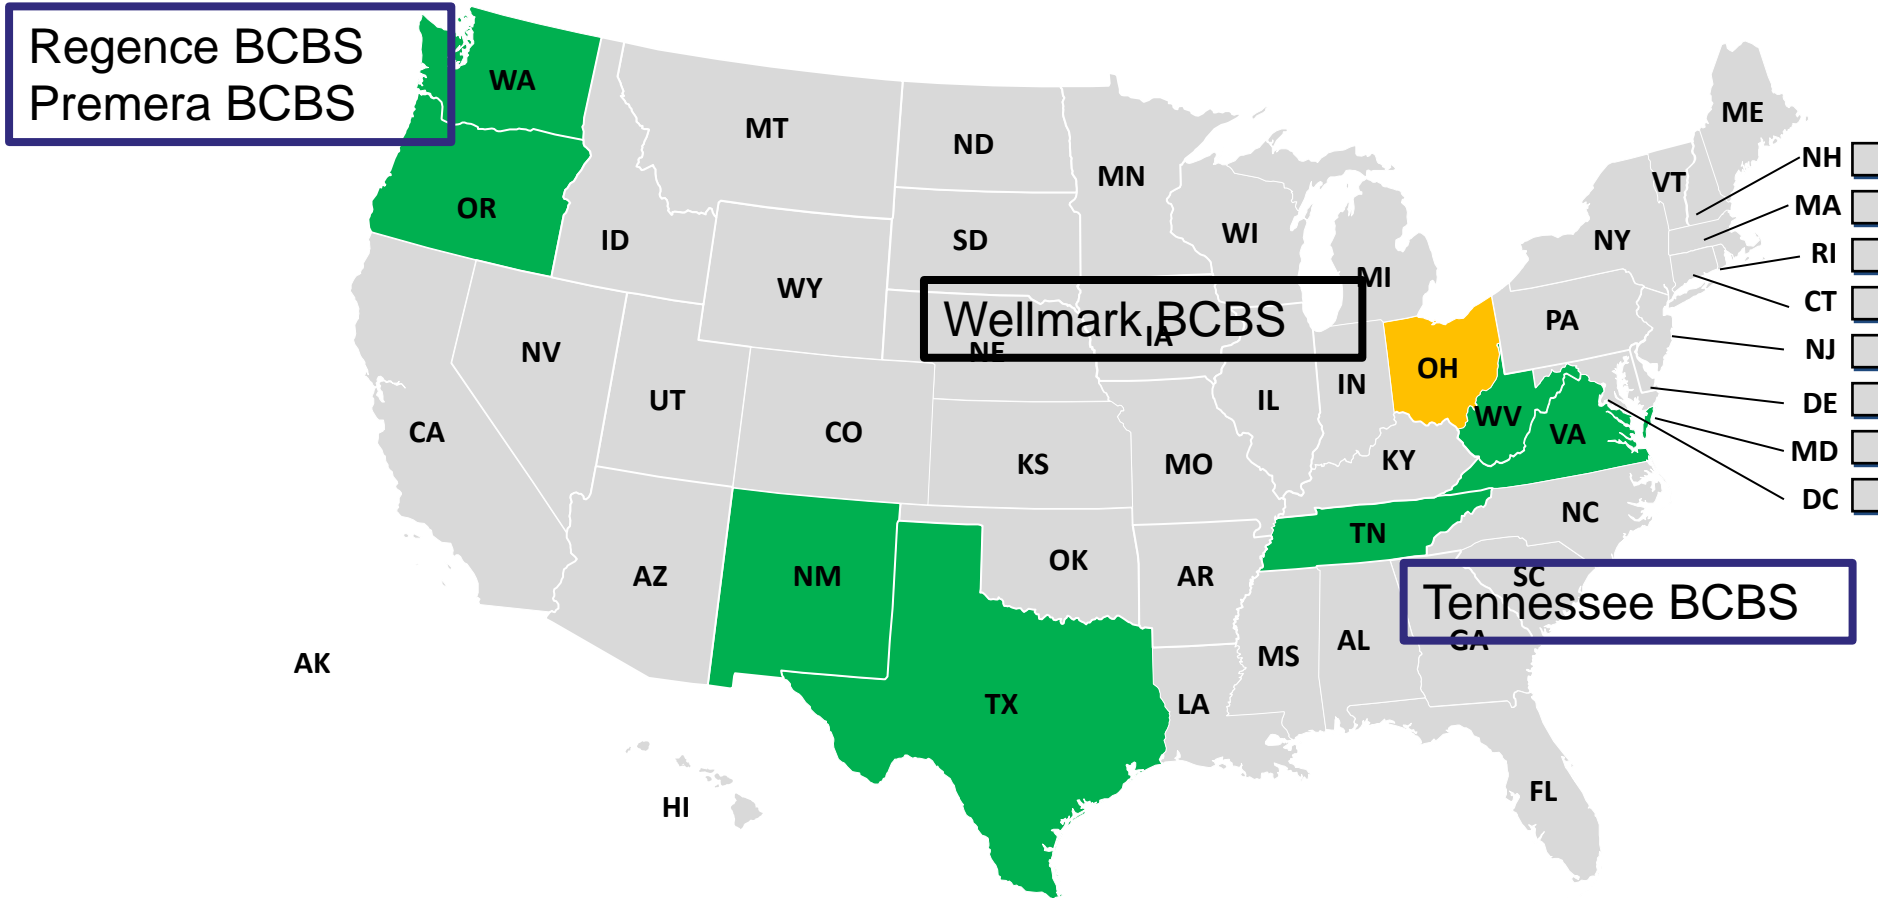 Regence BCBS
Premera BCBS
WA
OR
MT
ID
ND
SD
MN
WI
MI
WY
Wellmark BCBS
NE
IA
NV
UT
CA
CO
KS
MO
IL
IN
OH
KY
WV
VA
PA
NY
VT
ME
NH
MA
RI
CT
NJ
DE
MD
DC
NC
TN
SC
Tennessee BCBS
GA
AZ
NM
OK
AR
TX
LA
MS
AL
FL
AK
HI